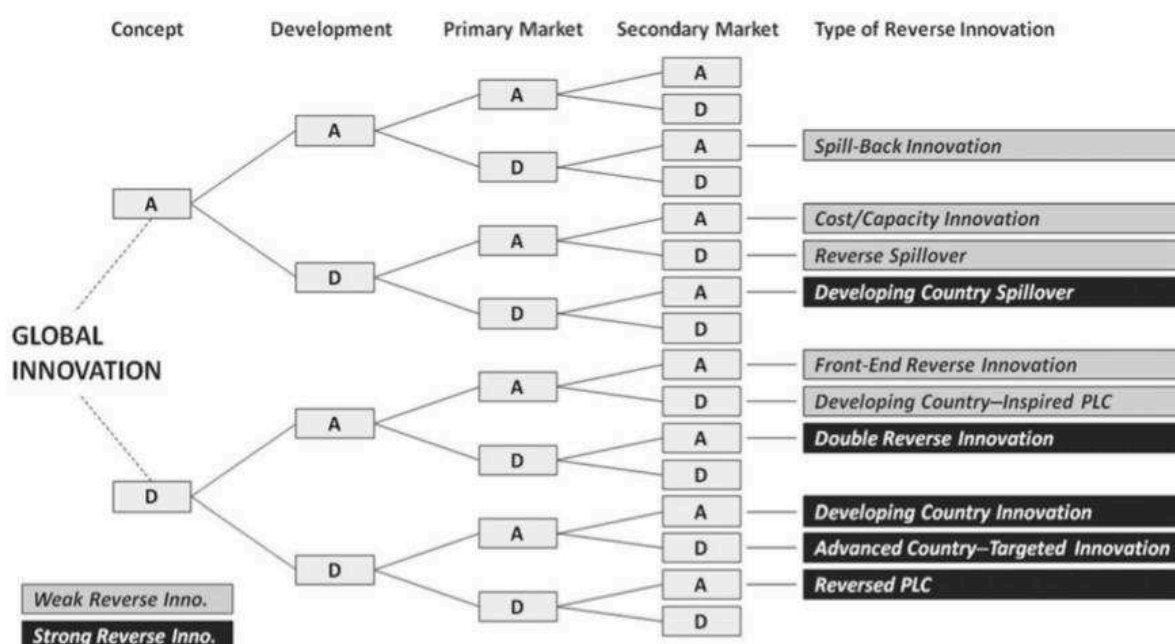 Concept Development Primary Market Secondary Market Type of Reverse Innovation
A
A
D
A
A Spill-Back Innovation
D
D
A
A Cost/Capacity Innovation
A
D Reverse Spillover
D
A Developing Country Spillover
D
D
GLOBAL
INNOVATION
A Front-End Reverse Innovation
A
D Developing Country–Inspired PLC
A
A Double Reverse Innovation
D
D
D
A Developing Country Innovation
A
D Advanced Country–Targeted Innovation
D
A Reversed PLC
Weak Reverse Inno.
D
D
Strong Reverse Inno.